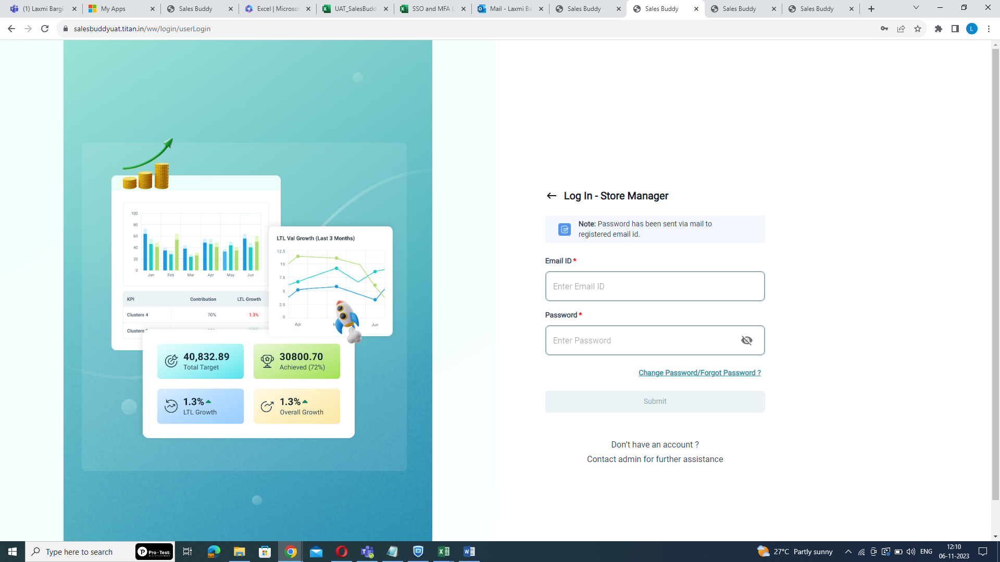 (1) Laxmi Bargi
My Apps
Sales Buddy
Excel | Microsof
UAT_SalesBudd
SSO and MFA (
Mail - Laxmi Ba
Sales Buddy
Sales Buddy
Sales Buddy
Sales Buddy
salesbuddyuat.titan.in/ww/login/userLogin
L
100
80
60
40
20
0
Jan Feb Mar Apr May Jun
KPI Contribution LTL Growth
Clusters 4 70% 1.3%
Clusters
LTL Val Growth (Last 3 Months)
12.5
10
7.5
5
2.5
0
Apr M Jun
40,832.89
Total Target
30800.70
Achieved (72%)
1.3%
LTL Growth
1.3%
Overall Growth
Log In - Store Manager
Note: Password has been sent via mail to
registered email id.
Email ID *
Enter Email ID
Password *
Enter Password
Change Password/Forgot Password ?
Submit
Don’t have an account ?
Contact admin for further assistance
Type here to search
Pro-Test
27°C Partly sunny
ENG
12:10
06-11-2023